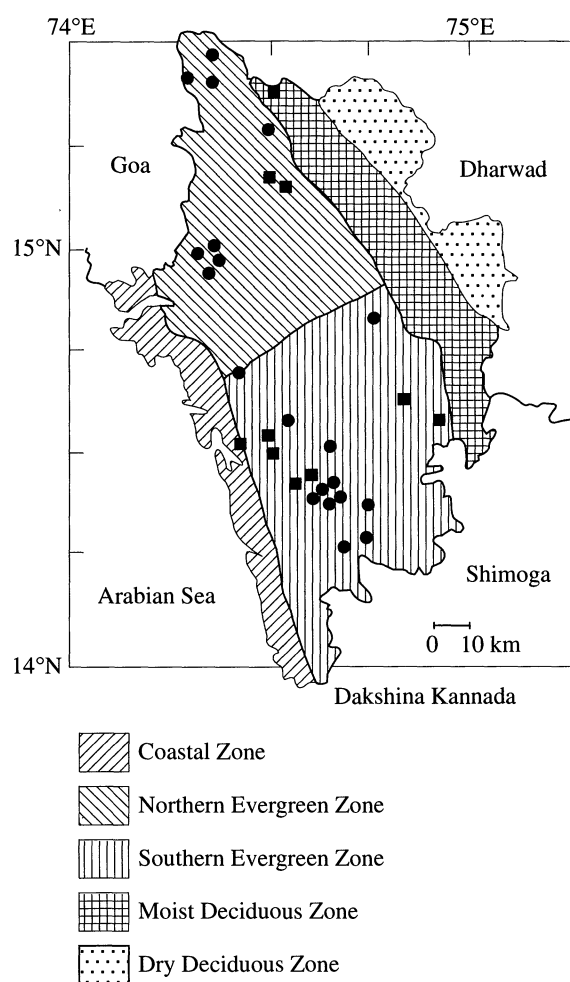 74°E 75°E
Goa
Dharwad
15°N
Arabian Sea
Shimoga
0 10 km
14°N
Dakshina Kannada
Coastal Zone
Northern Evergreen Zone
Southern Evergreen Zone
Moist Deciduous Zone
Dry Deciduous Zone